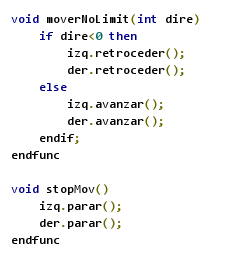 void moverNoLimit(int dire)
    if dire<0 then
        izq.retroceder();
        der.retroceder();
    else
        izq.avanzar();
        der.avanzar();
    endif;
endfunc

void stopMov()
    izq.parar();
    der.parar();
endfunc